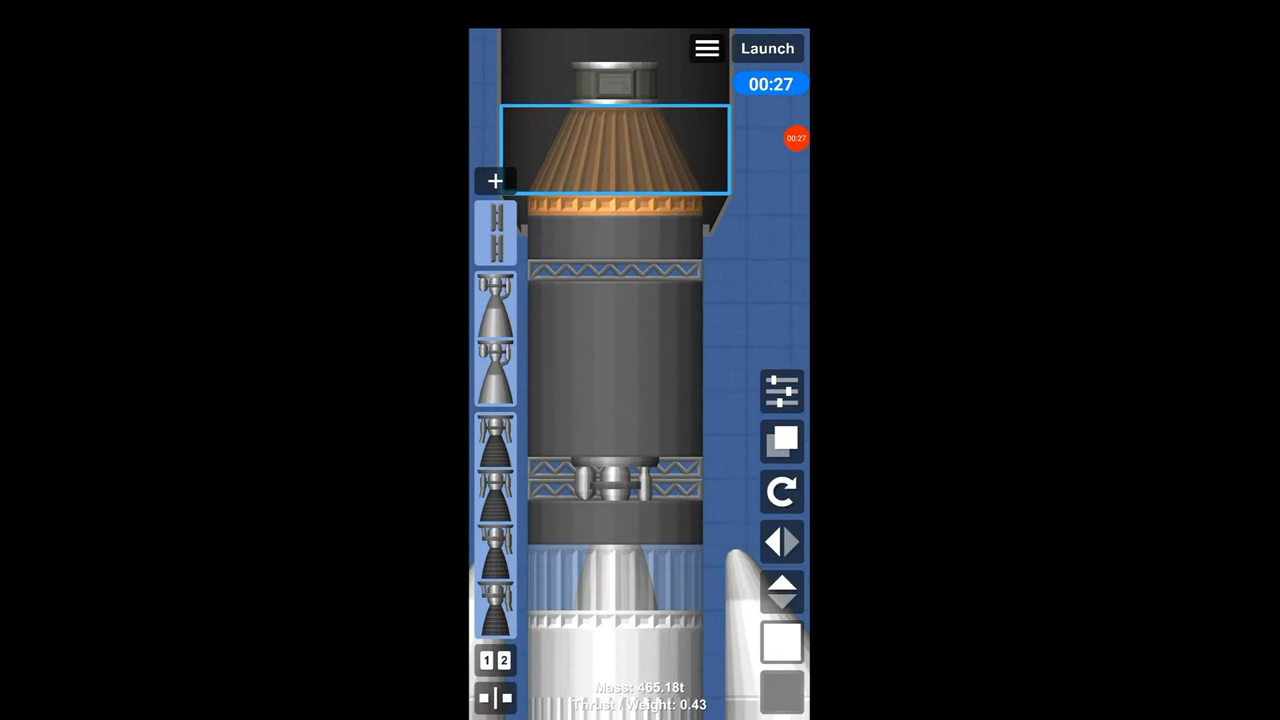 Launch
00:27
00:27
+
1 2
Mass: 465.18t
Thrust / Weight: 0.43